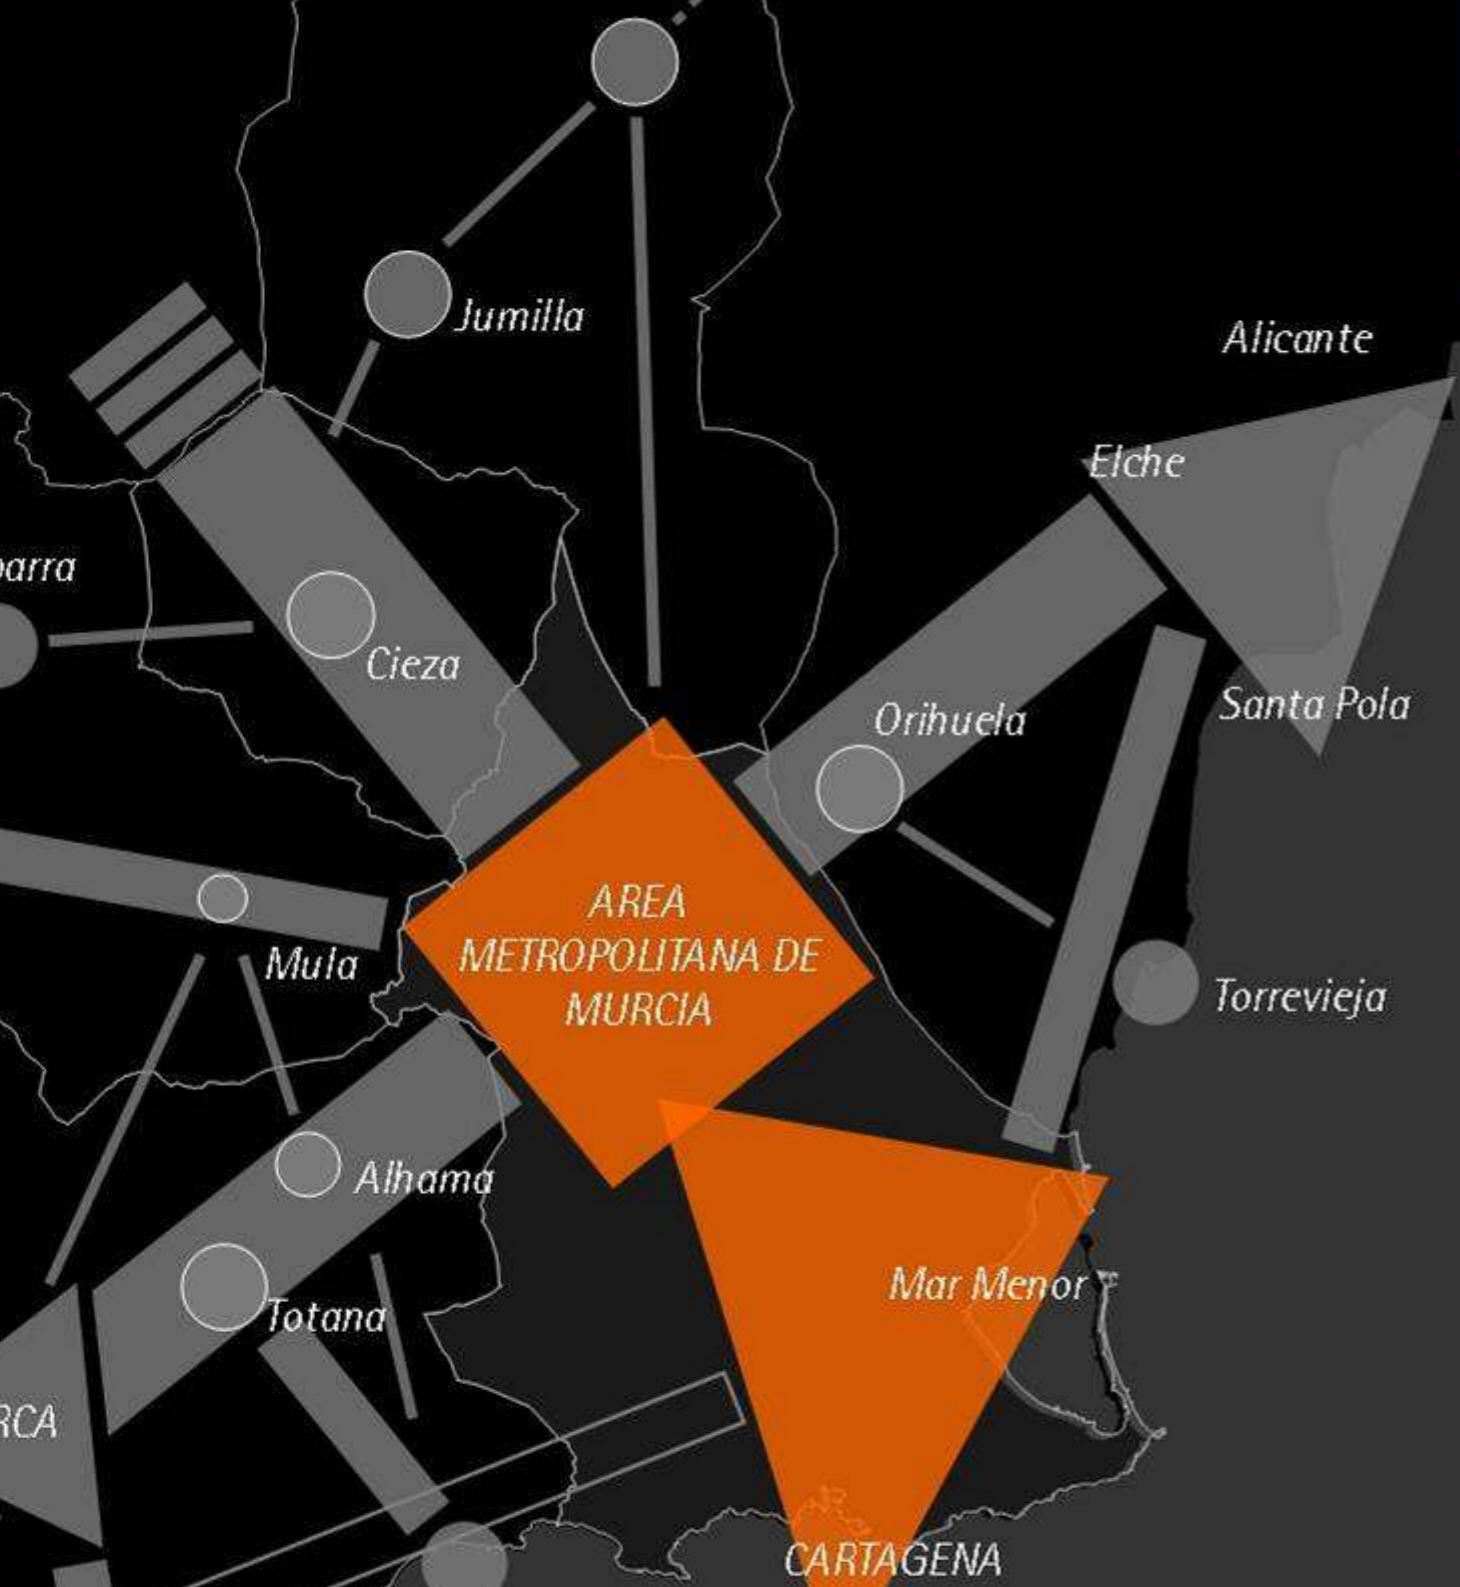 Jumilla
Alicante
Elche
barra
Cieza
Santa Pola
Orihuela
AREA
METROPOLITANA DE
MURCIA
Mula
Torrevieja
Alhama
Mar Menor
Totana
RCA
CARTAGENA